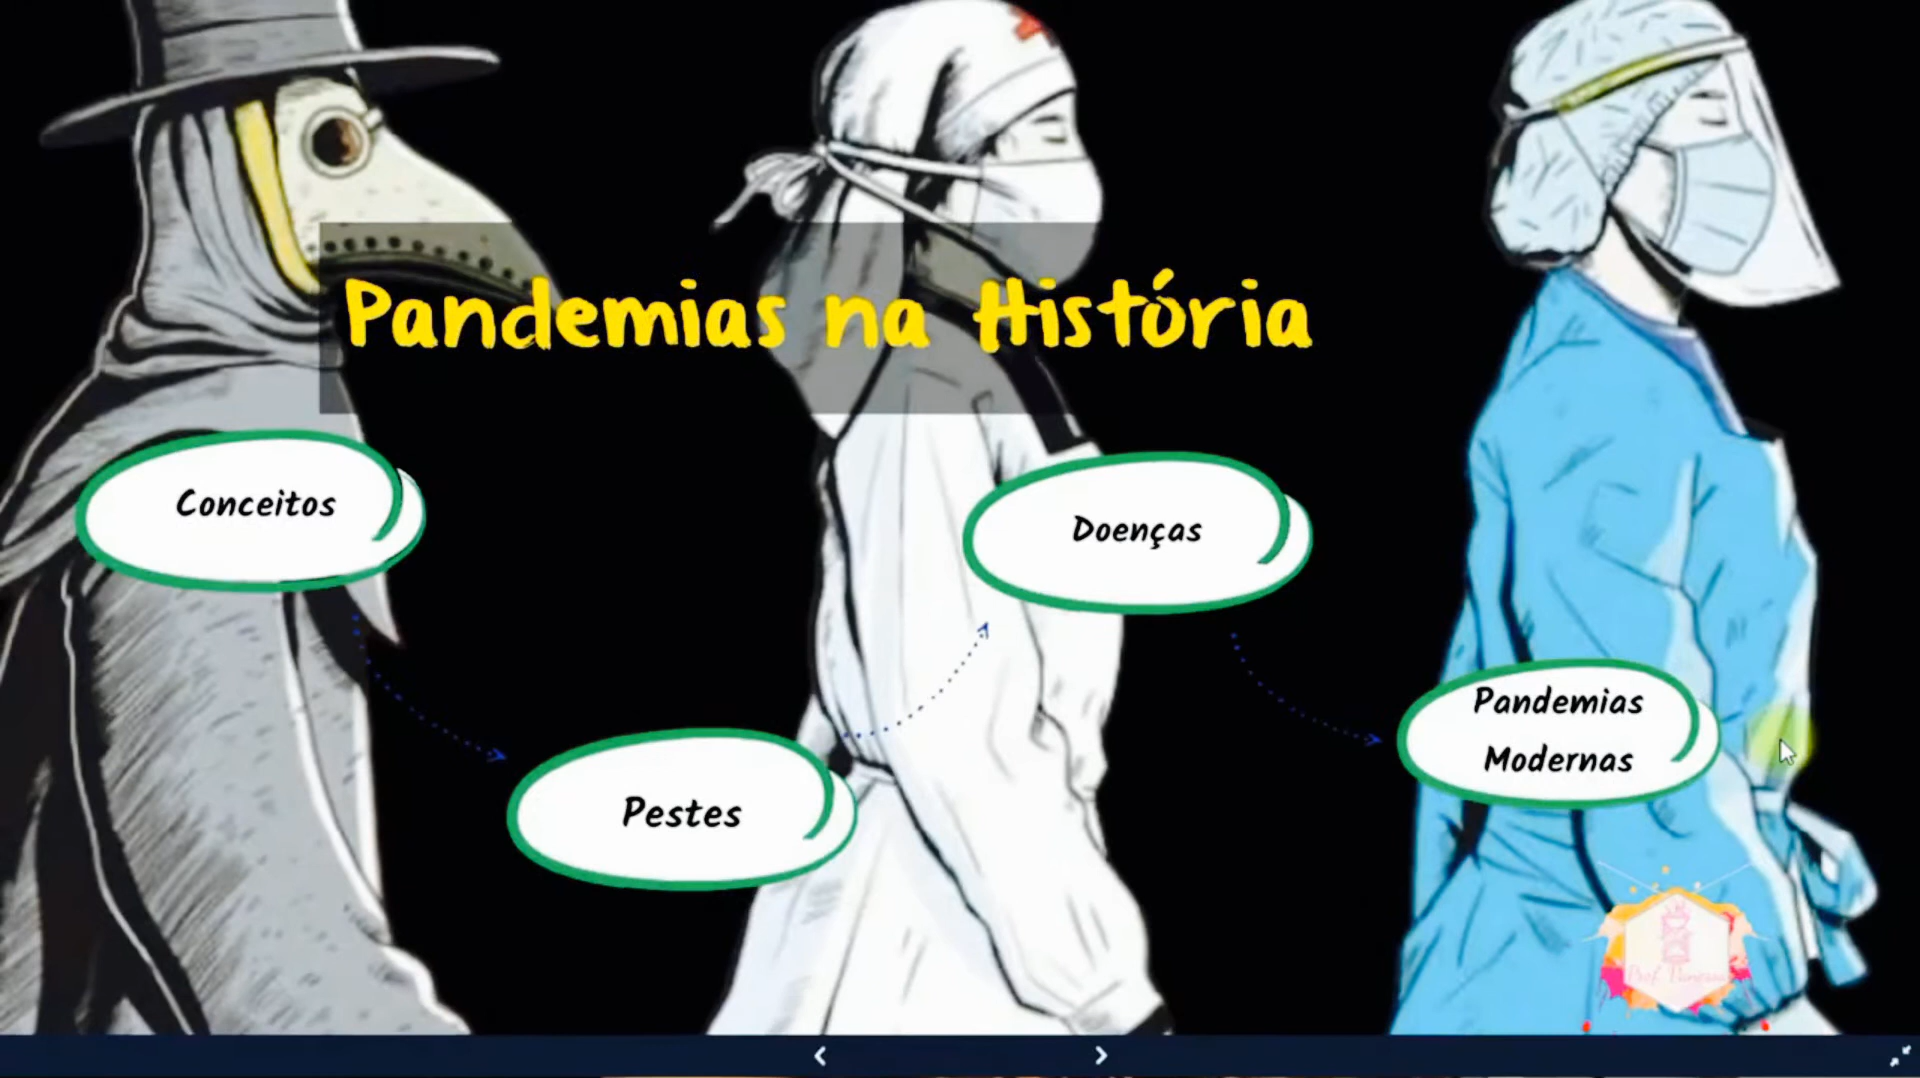 Pandemias na História
Conceitos
Doenças
Pandemias
Modernas
Pestes